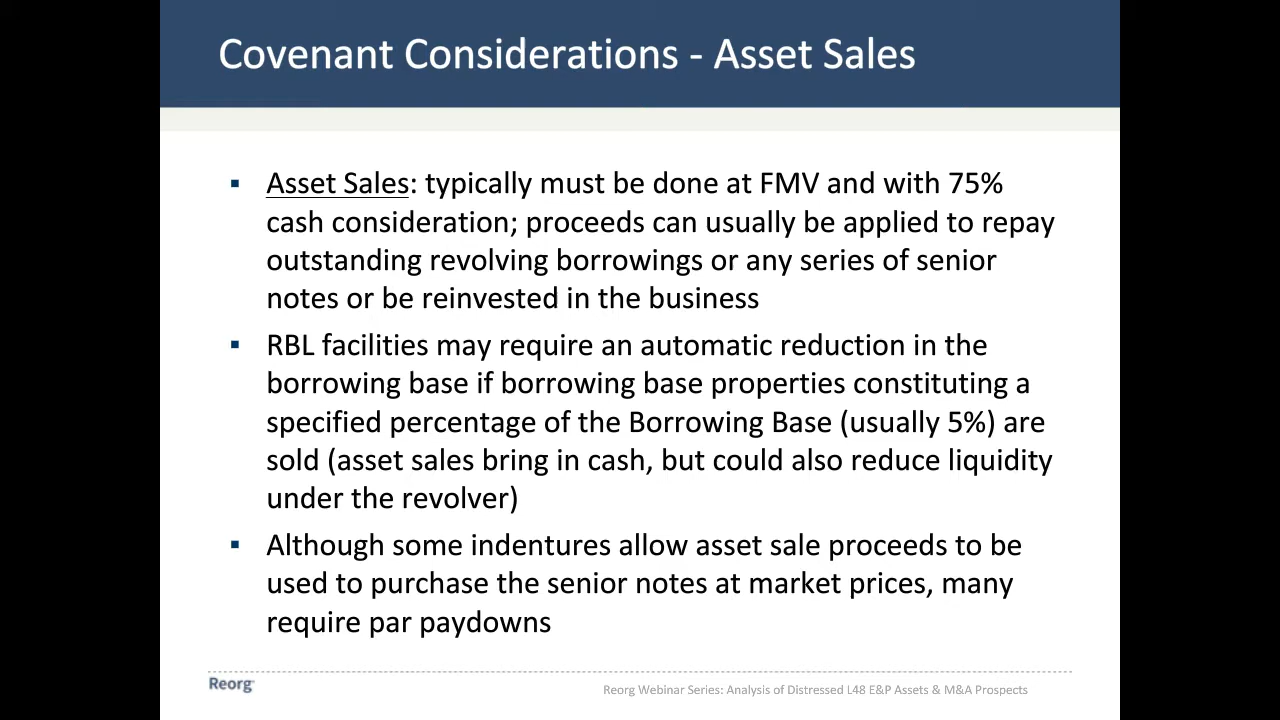 Covenant Considerations - Asset Sales
▪ Asset Sales: typically must be done at FMV and with 75%
cash consideration; proceeds can usually be applied to repay
outstanding revolving borrowings or any series of senior
notes or be reinvested in the business
▪ RBL facilities may require an automatic reduction in the
borrowing base if borrowing base properties constituting a
specified percentage of the Borrowing Base (usually 5%) are
sold (asset sales bring in cash, but could also reduce liquidity
under the revolver)
▪ Although some indentures allow asset sale proceeds to be
used to purchase the senior notes at market prices, many
require par paydowns
Reorg
Reorg Webinar Series: Analysis of Distressed L48 E&P Assets & M&A Prospects